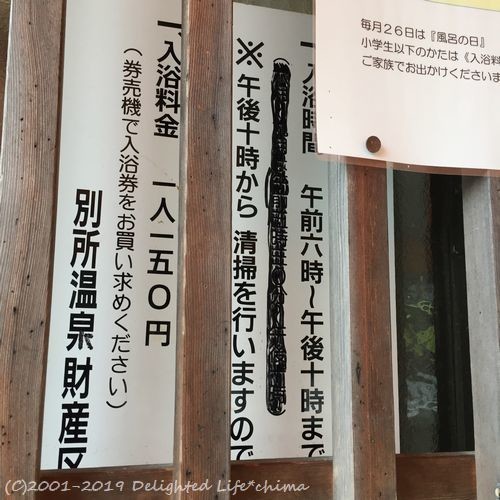 毎月26日は『風呂の日』
小学生以下のかたは《入浴料
ご家族でお出かけくださいま
一、入浴時間 午前六時～午後十時まで
※ 午後十時から 清掃を行いますので
一、入浴料金 一人一五〇円
(券売機で入浴券をお買い求めください)
別所温泉財産区
(C)2001-2019 Delighted Life*chima